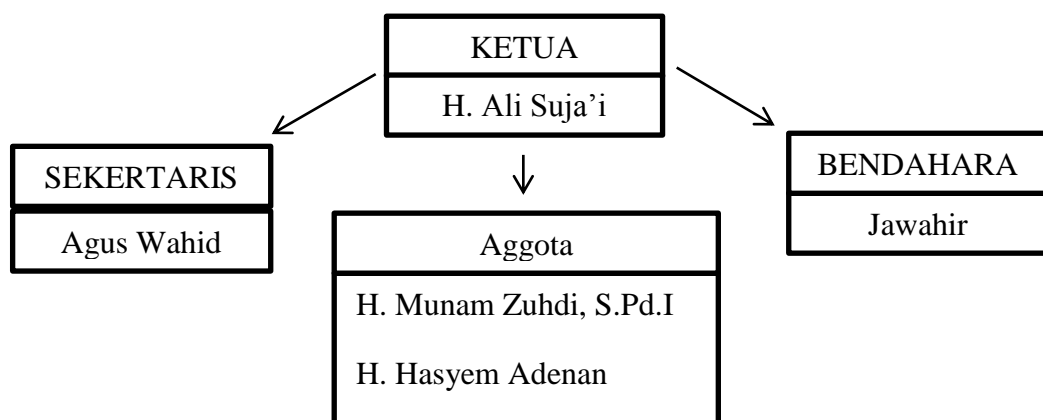 KETUA
H. Ali Suja’i
SEKERTARIS
Agus Wahid
BENDAHARA
Jawahir
Aggota
H. Munam Zuhdi, S.Pd.I
H. Hasyem Adenan